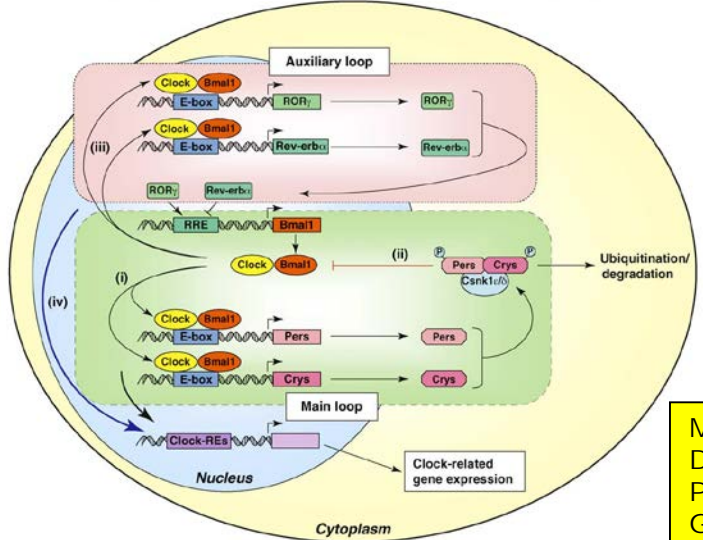 Auxiliary loop
Clock Bmal1
E-box RORγ RORγ
Clock Bmal1
E-box Rev-erbα Rev-erbα
(iii)
RORγ Rev-erbα
RRE Bmal1
Clock Bmal1
(ii)
P P
Pers Crys
Csnk1ε/δ
Ubiquitination/
degradation
(i)
(iv)
Clock Bmal1
E-box Pers Pers
Clock Bmal1
E-box Crys Crys
Main loop
Clock-REs
Nucleus
Clock-related
gene expression
Cytoplasm
M
D
P
G